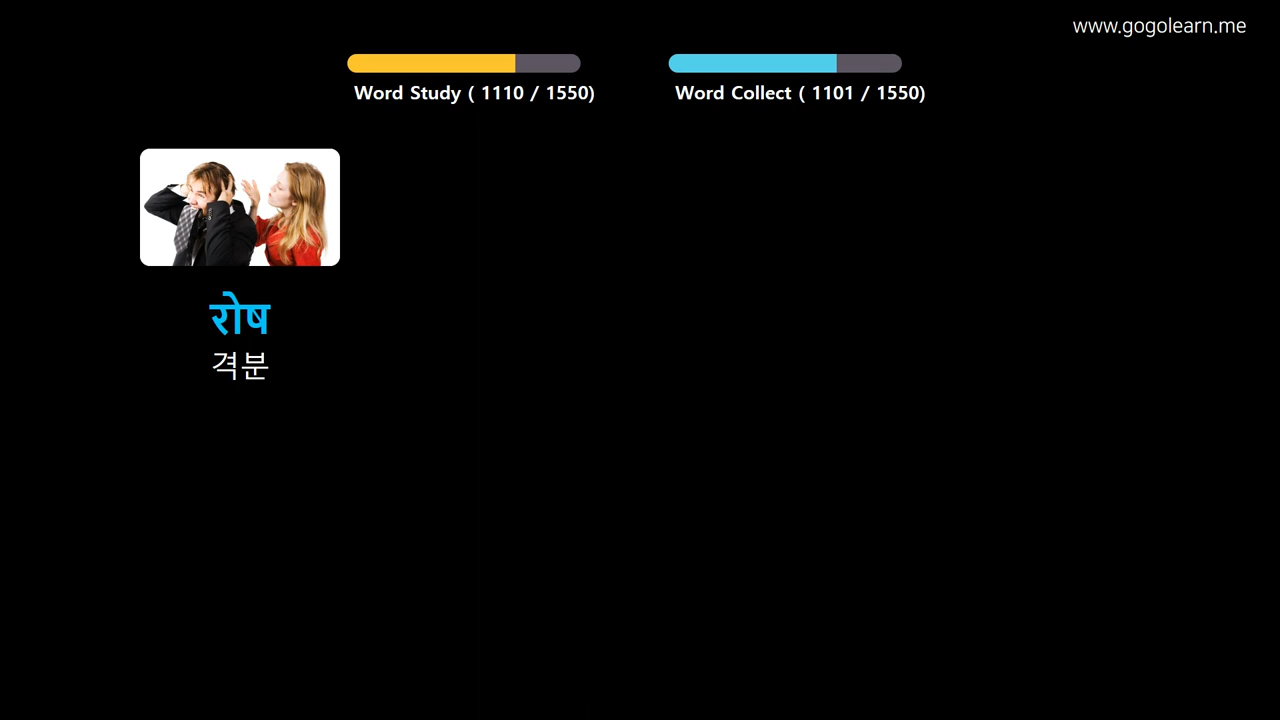 www.gogolearn.me
Word Study ( 1110 / 1550)
Word Collect ( 1101 / 1550)
रोष
격분